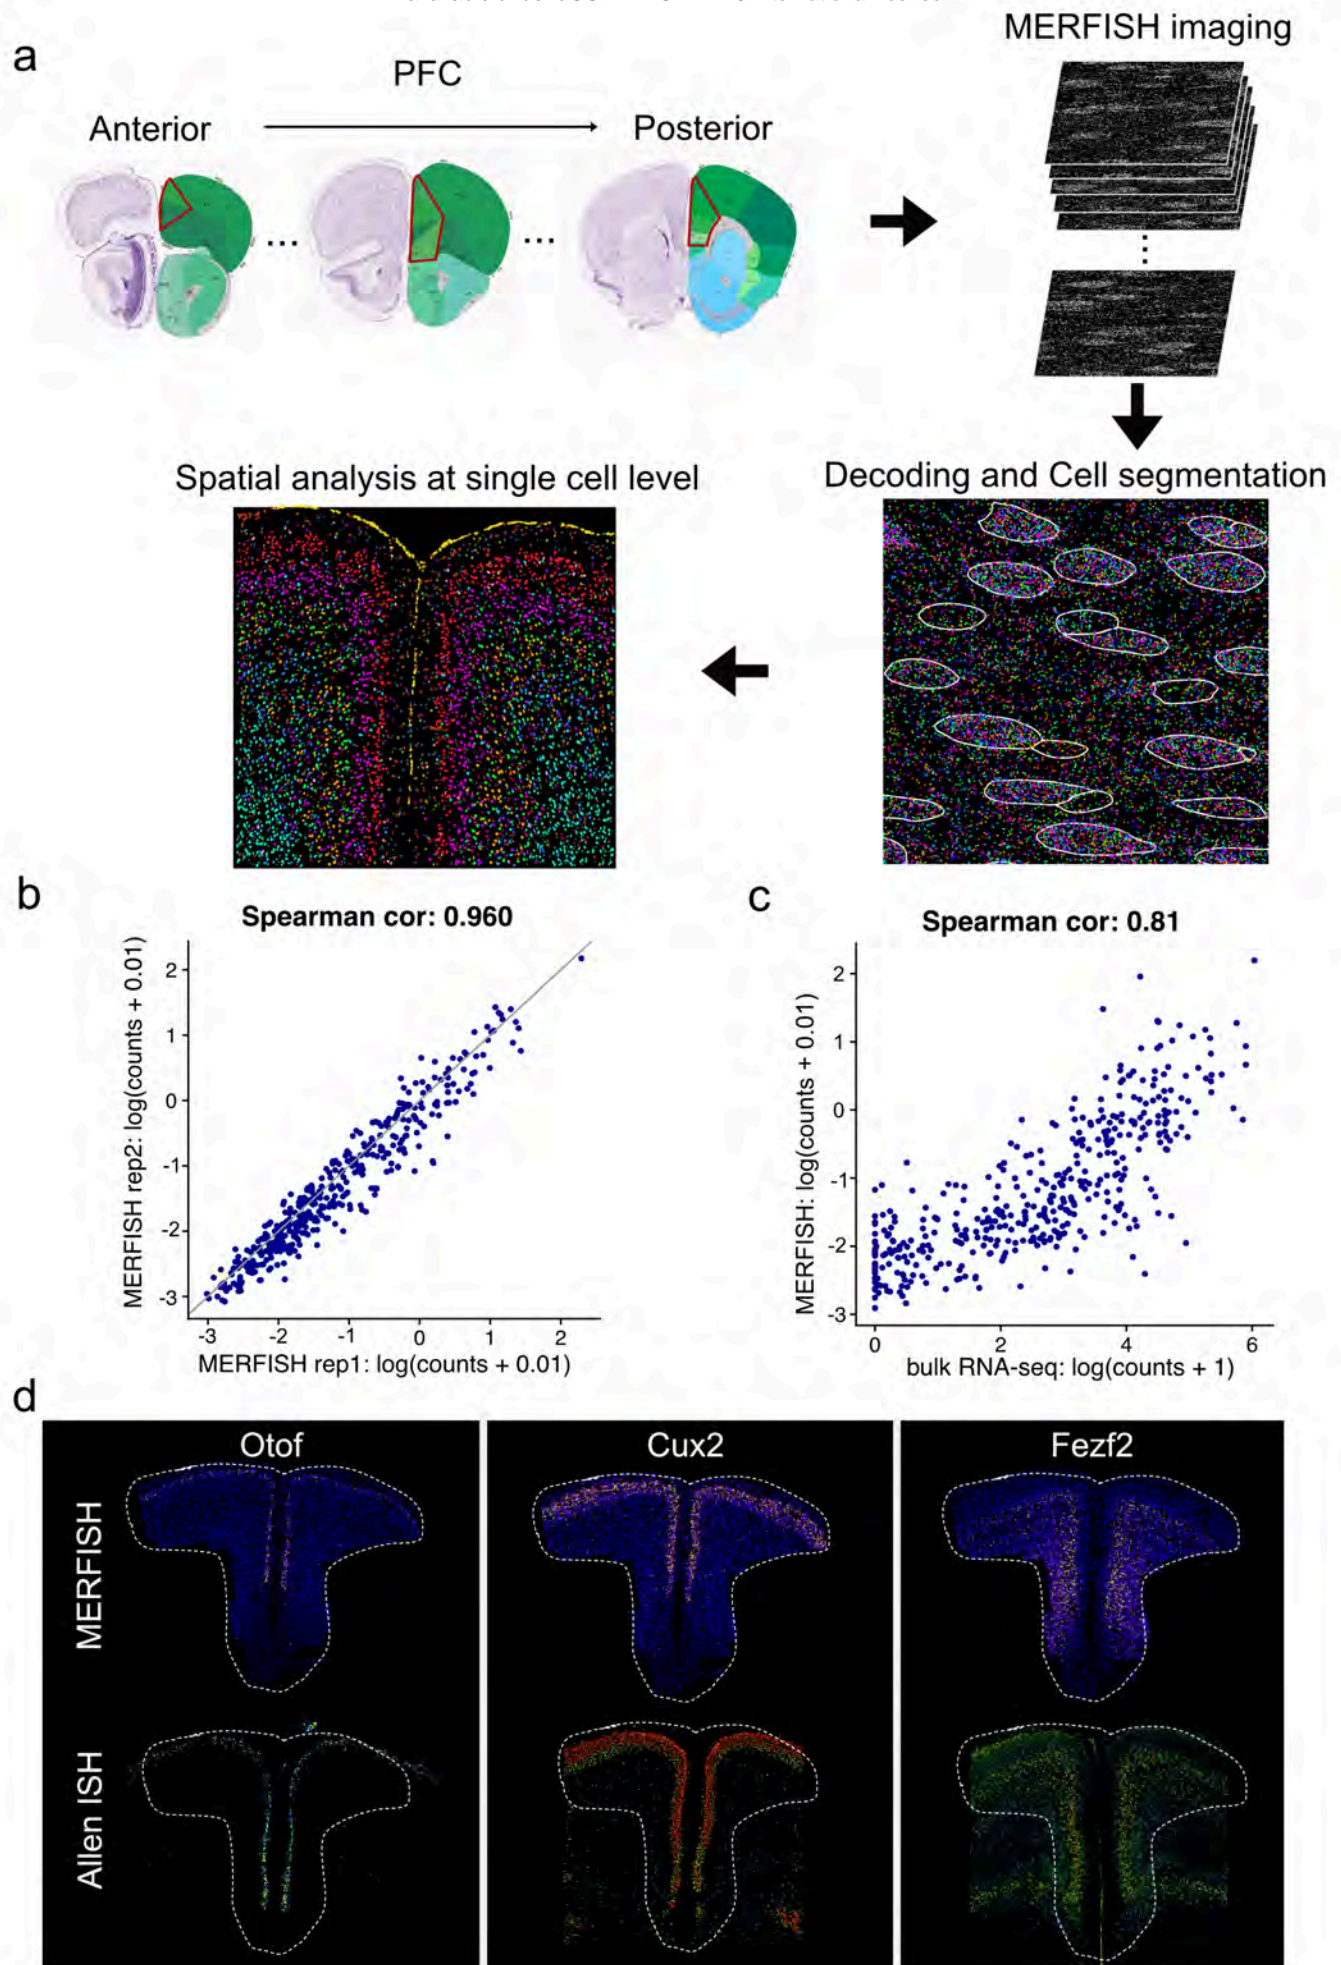 a
MERFISH imaging
PFC
Anterior
Posterior
...
...
Spatial analysis at single cell level
Decoding and Cell segmentation
b
Spearman cor: 0.960
MERFISH rep2: log(counts + 0.01)
2
1
0
-1
-2
-3
-3 -2 -1 0 1 2
MERFISH rep1: log(counts + 0.01)
c
Spearman cor: 0.81
MERFISH: log(counts + 0.01)
2
1
0
-1
-2
-3
0 2 4 6
bulk RNA-seq: log(counts + 1)
d
Otof
Cux2
Fezf2
MERFISH
Allen ISH